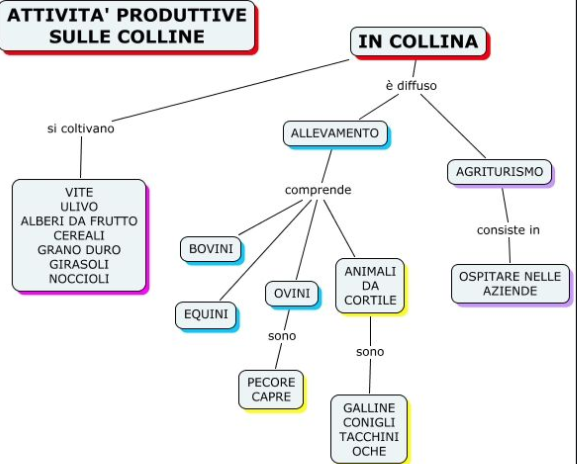 ATTIVITA' PRODUTTIVE
SULLE COLLINE
IN COLLINA
è diffuso
si coltivano
ALLEVAMENTO
AGRITURISMO
VITE
ULIVO
ALBERI DA FRUTTO
CEREALI
GRANO DURO
GIRASOLI
NOCCIOLI
comprende
consiste in
BOVINI
EQUINI
OVINI
ANIMALI
DA
CORTILE
OSPITARE NELLE
AZIENDE
sono
sono
PECORE
CAPRE
GALLINE
CONIGLI
TACCHINI
OCHE